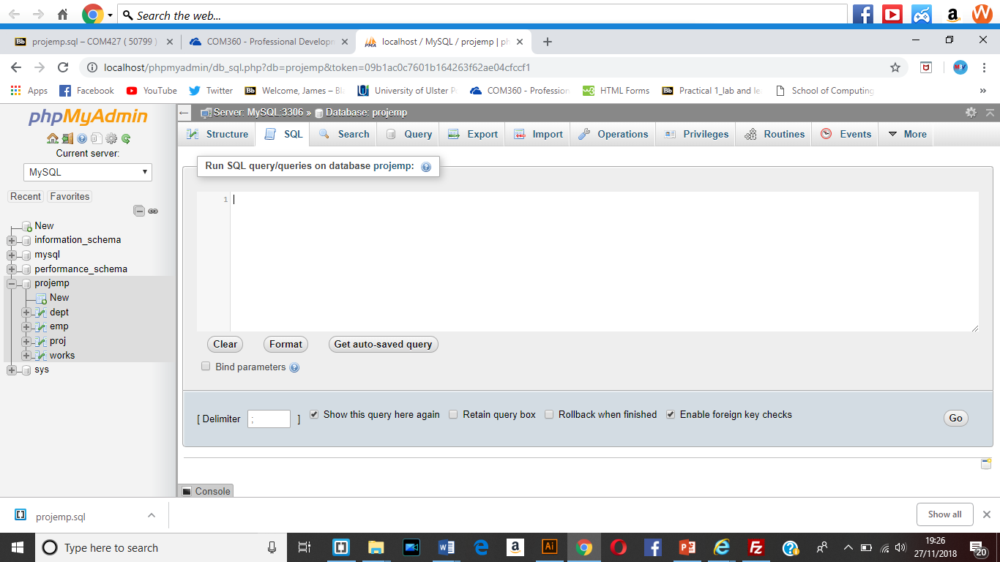 Search the web...
projemp.sql – COM427 ( 50799 )
COM360 - Professional Developm
localhost / MySQL / projemp | ph
localhost/phpmyadmin/db_sql.php?db=projemp&token=09b1ac0c7601b164263f62ae04cfccf1
Apps Facebook YouTube Twitter Welcome, James – Bl University of Ulster P COM360 - Profession HTML Forms Practical 1_lab and le School of Computing »
phpMyAdmin
Server: MySQL:3306 » Database: projemp
Structure SQL Search Query Export Import Operations Privileges Routines Events More
Current server:
MySQL
Recent Favorites
New
information_schema
mysql
performance_schema
projemp
New
dept
emp
proj
works
sys
Run SQL query/queries on database projemp:
1
Clear Format Get auto-saved query
Bind parameters
[ Delimiter ; ] Show this query here again Retain query box Rollback when finished Enable foreign key checks Go
Console
projemp.sql
Show all
Type here to search
19:26
27/11/2018
20